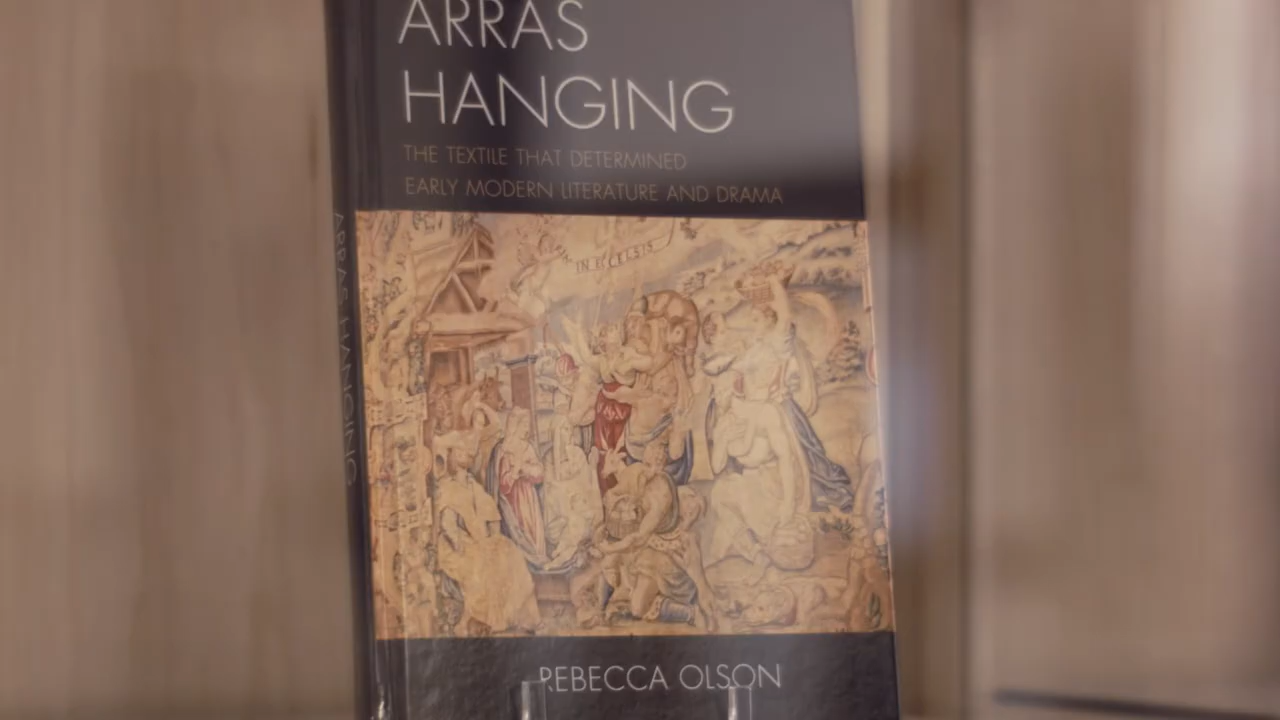 ARRAS
HANGING
THE TEXTILE THAT DETERMINED
EARLY MODERN LITERATURE AND DRAMA
IN EXCELSIS
REBECCA OLSON
ARRAS HANGING